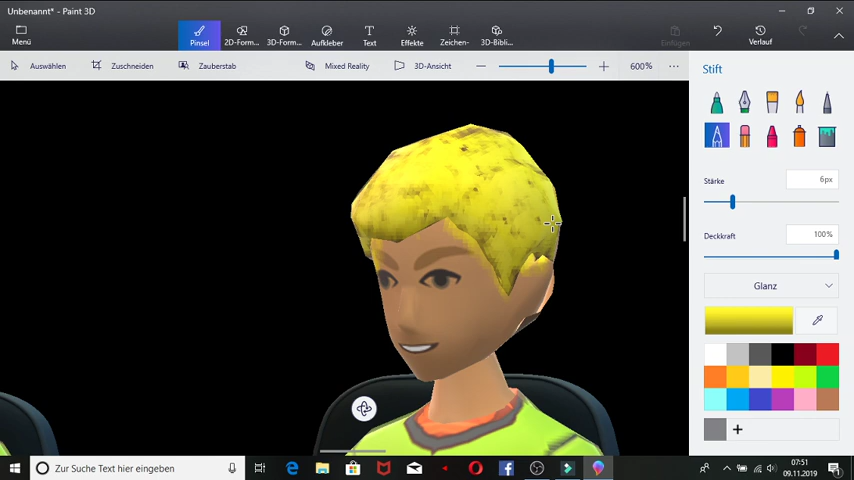 Unbenannt* - Paint 3D
Menü
Pinsel
2D-Form...
3D-Form...
Aufkleber
Text
Effekte
Zeichen-
3D-Bibli...
Einfügen
Verlauf
Auswählen
Zuschneiden
Zauberstab
Mixed Reality
3D-Ansicht
600%
Stift
Stärke
6px
Deckkraft
100%
Glanz
Zur Suche Text hier eingeben
07:51
09.11.2019
1